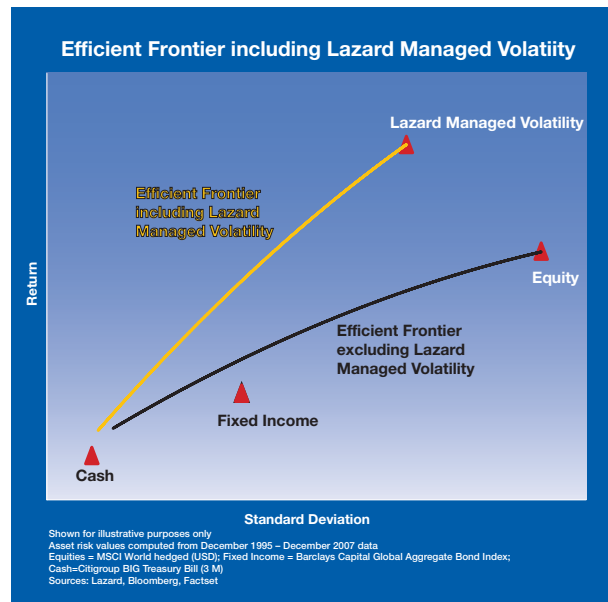 Efficient Frontier including Lazard Managed Volatiity
Lazard Managed Volatility
Efficient Frontier
including Lazard
Managed Volatility
Equity
Efficient Frontier
excluding Lazard
Managed Volatility
Fixed Income
Cash
Return
Standard Deviation
Shown for illustrative purposes only
Asset risk values computed from December 1995 – December 2007 data
Equities = MSCI World hedged (USD); Fixed Income = Barclays Capital Global Aggregate Bond Index;
Cash=Citigroup BIG Treasury Bill (3 M)
Sources: Lazard, Bloomberg, Factset